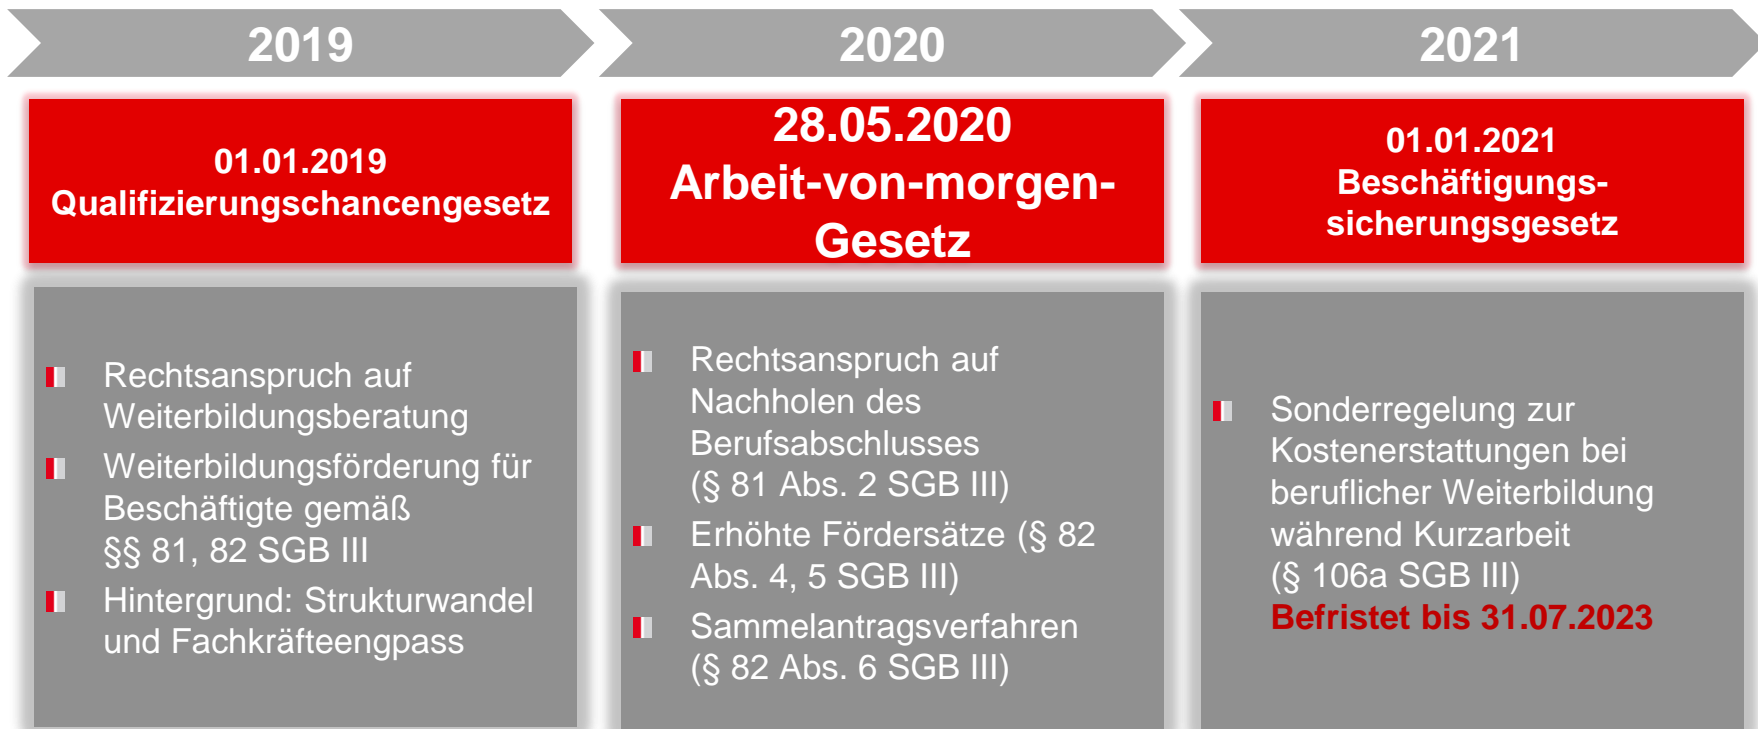 2019
2020
2021
01.01.2019
Qualifizierungschancengesetz
28.05.2020
Arbeit-von-morgen-
Gesetz
01.01.2021
Beschäftigungs-
sicherungsgesetz
Rechtsanspruch auf
Weiterbildungsberatung
Weiterbildungsförderung für
Beschäftigte gemäß
§§ 81, 82 SGB III
Hintergrund: Strukturwandel
und Fachkräfteengpass
Rechtsanspruch auf
Nachholen des
Berufsabschlusses
(§ 81 Abs. 2 SGB III)
Erhöhte Fördersätze (§ 82
Abs. 4, 5 SGB III)
Sammelantragsverfahren
(§ 82 Abs. 6 SGB III)
Sonderregelung zur
Kostenerstattungen bei
beruflicher Weiterbildung
während Kurzarbeit
(§ 106a SGB III)
Befristet bis 31.07.2023